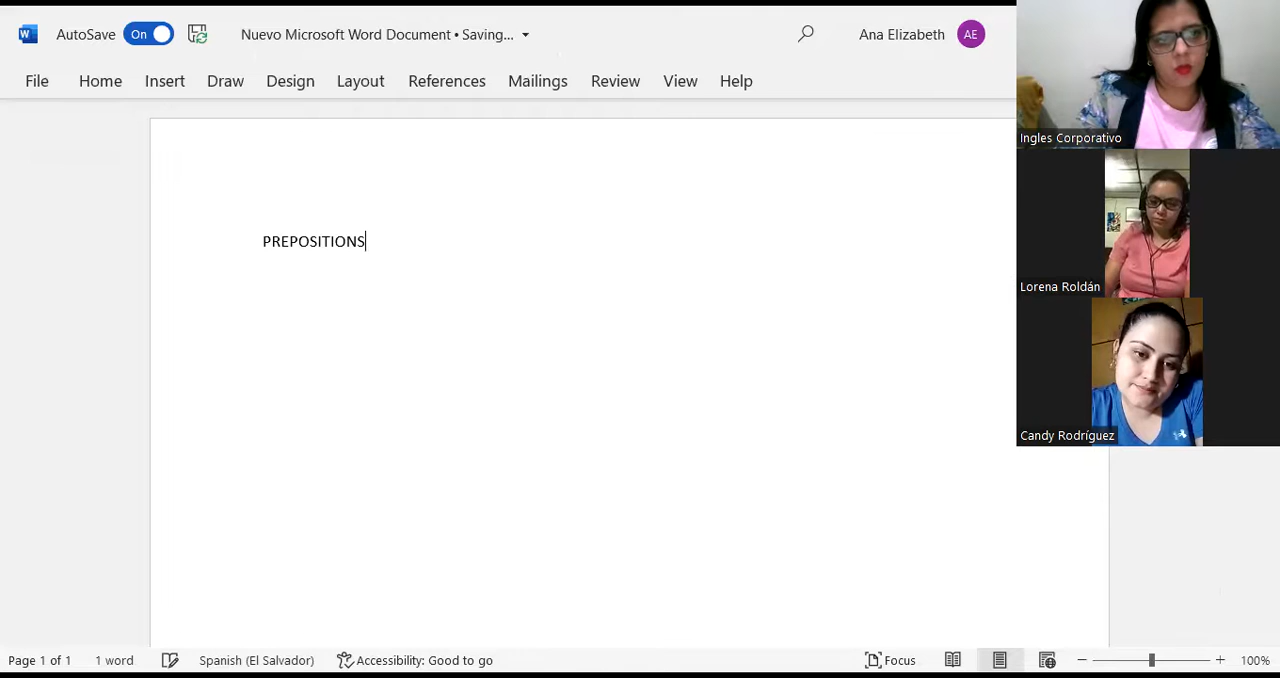 AutoSave On Nuevo Microsoft Word Document • Saving... Ana Elizabeth AE
File Home Insert Draw Design Layout References Mailings Review View Help
Ingles Corporativo
PREPOSITIONS
Lorena Roldán
Candy Rodríguez
Page 1 of 1 1 word Spanish (El Salvador) Accessibility: Good to go Focus 100%